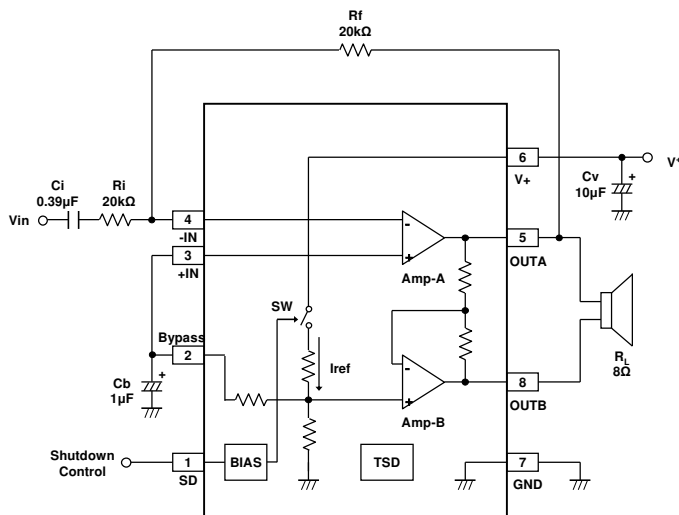 Rf
20kΩ
Ci
0.39µF
Ri
20kΩ
Vin
4
-IN
3
+IN
Bypass
2
Cb
1µF
+
Shutdown
Control
1
SD
BIAS
TSD
SW
Iref
-
+
Amp-A
-
+
Amp-B
6
V+
Cv
10µF
+
V+
5
OUTA
RL
8Ω
8
OUTB
7
GND